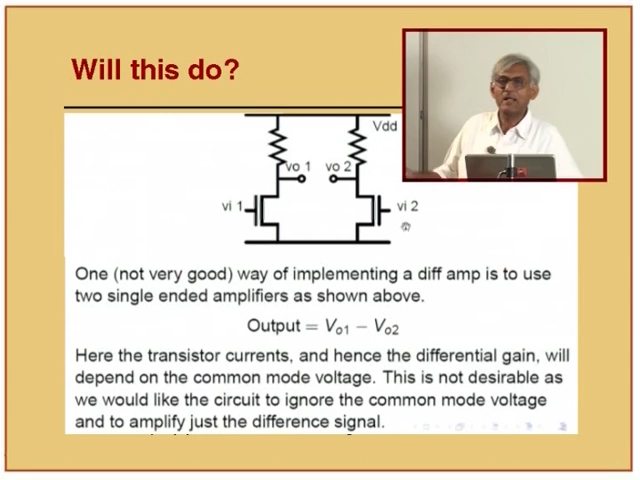 Will this do?
Vdd
vo 1 vo 2
vi 1 vi 2
One (not very good) way of implementing a diff amp is to use
two single ended amplifiers as shown above.
Output = Vo1 − Vo2
Here the transistor currents, and hence the differential gain, will
depend on the common mode voltage. This is not desirable as
we would like the circuit to ignore the common mode voltage
and to amplify just the difference signal.